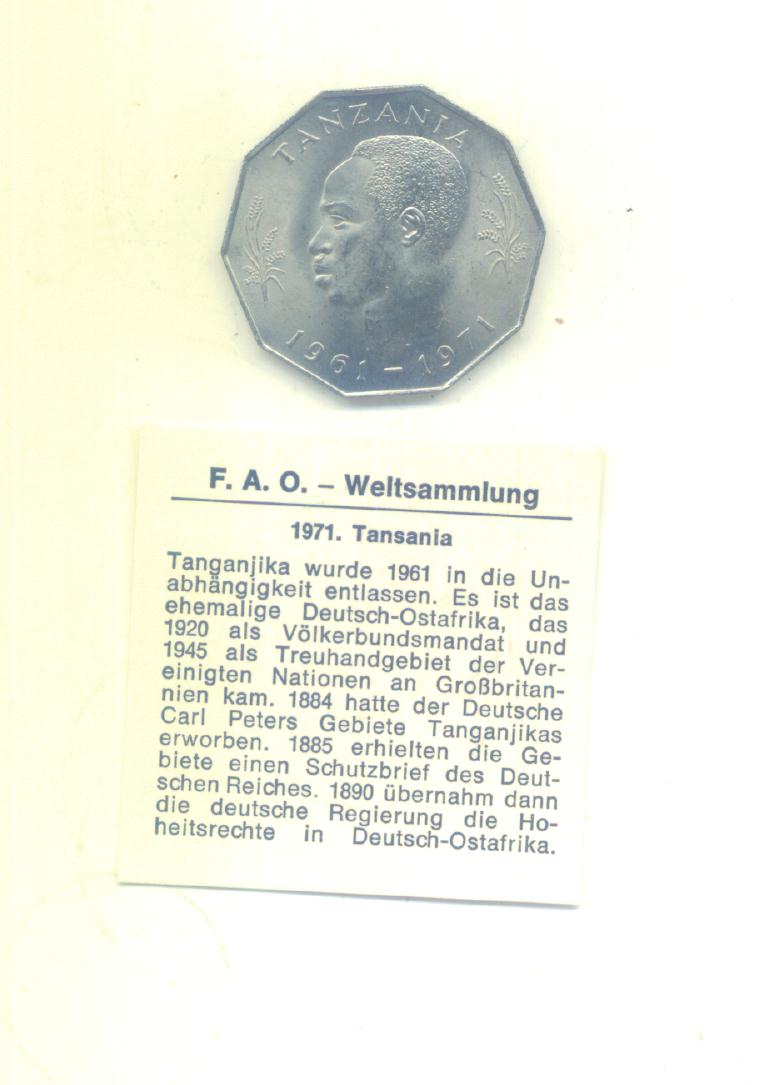 TANZANIA
1961 - 1971
F. A. O. – Weltsammlung
1971. Tansania
Tanganjika wurde 1961 in die Un-
abhängigkeit entlassen. Es ist das
ehemalige Deutsch-Ostafrika, das
1920 als Völkerbundsmandat und
1945 als Treuhandgebiet der Ver-
einigten Nationen an Großbritan-
nien kam. 1884 hatte der Deutsche
Carl Peters Gebiete Tanganjikas
erworben. 1885 erhielten die Ge-
biete einen Schutzbrief des Deut-
schen Reiches. 1890 übernahm dann
die deutsche Regierung die Ho-
heitsrechte in Deutsch-Ostafrika.